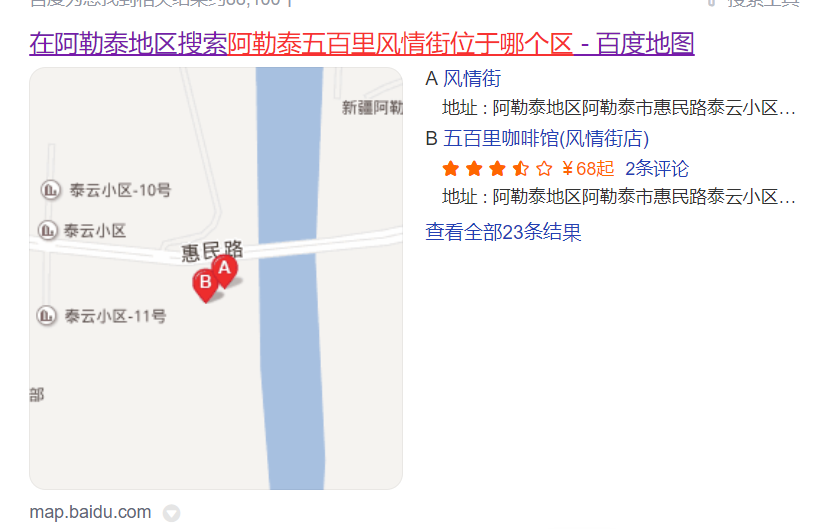 在阿勒泰地区搜索阿勒泰五百里风情街位于哪个区 - 百度地图
A 风情街
新疆阿勒
地址 : 阿勒泰地区阿勒泰市惠民路泰云小区...
B 五百里咖啡馆(风情街店)
¥68起 2条评论
泰云小区-10号
地址 : 阿勒泰地区阿勒泰市惠民路泰云小区...
泰云小区
查看全部23条结果
惠民路
A
B
泰云小区-11号
部
map.baidu.com